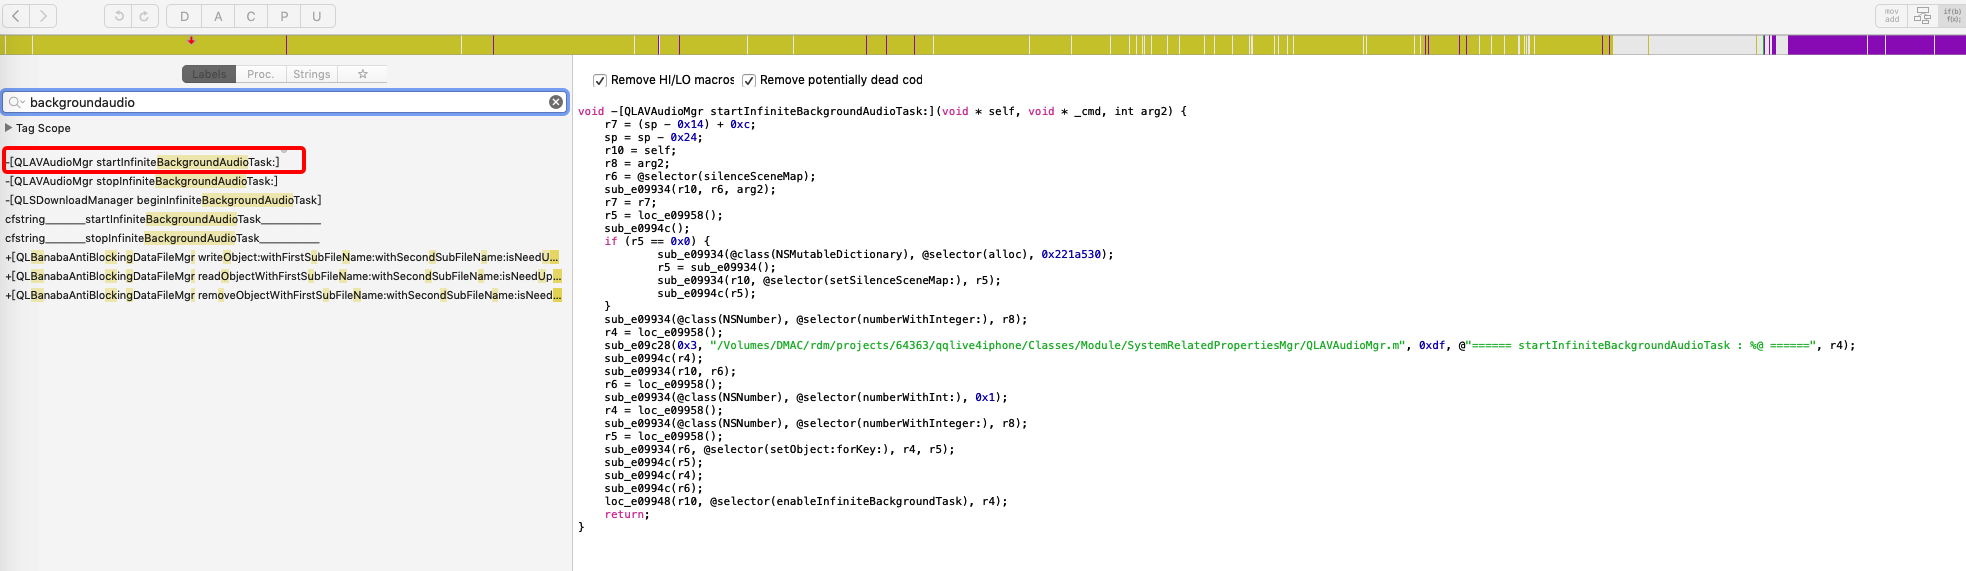 D A C P U
mov add
if(b) f(x);
Labels Proc. Strings ☆
backgroundaudio
Tag Scope
-[QLAVAudioMgr startInfiniteBackgroundAudioTask:]
-[QLAVAudioMgr stopInfiniteBackgroundAudioTask:]
-[QLSDownloadManager beginInfiniteBackgroundAudioTask]
cfstring_______startInfiniteBackgroundAudioTask___________
cfstring_______stopInfiniteBackgroundAudioTask___________
+[QLBanabaAntiBlockingDataFileMgr writeObject:withFirstSubFileName:withSecondSubFileName:isNeedU...
+[QLBanabaAntiBlockingDataFileMgr readObjectWithFirstSubFileName:withSecondSubFileName:isNeedUp...
+[QLBanabaAntiBlockingDataFileMgr removeObjectWithFirstSubFileName:withSecondSubFileName:isNeed...
Remove HI/LO macros Remove potentially dead cod
void -[QLAVAudioMgr startInfiniteBackgroundAudioTask:](void * self, void * _cmd, int arg2) {
r7 = (sp - 0x14) + 0xc;
sp = sp - 0x24;
r10 = self;
r8 = arg2;
r6 = @selector(silenceSceneMap);
sub_e09934(r10, r6, arg2);
r7 = r7;
r5 = loc_e09958();
sub_e0994c();
if (r5 == 0x0) {
sub_e09934(@class(NSMutableDictionary), @selector(alloc), 0x221a530);
r5 = sub_e09934();
sub_e09934(r10, @selector(setSilenceSceneMap:), r5);
sub_e0994c(r5);
}
sub_e09934(@class(NSNumber), @selector(numberWithInteger:), r8);
r4 = loc_e09958();
sub_e09c28(0x3, "/Volumes/DMAC/rdm/projects/64363/qqlive4iphone/Classes/Module/SystemRelatedPropertiesMgr/QLAVAudioMgr.m", 0xdf, @"====== startInfiniteBackgroundAudioTask : %@ ======", r4);
sub_e0994c(r4);
sub_e09934(r10, r6);
r6 = loc_e09958();
sub_e09934(@class(NSNumber), @selector(numberWithInt:), 0x1);
r4 = loc_e09958();
sub_e09934(@class(NSNumber), @selector(numberWithInteger:), r8);
r5 = loc_e09958();
sub_e09934(r6, @selector(setObject:forKey:), r4, r5);
sub_e0994c(r5);
sub_e0994c(r4);
sub_e0994c(r6);
loc_e09948(r10, @selector(enableInfiniteBackgroundTask), r4);
return;
}